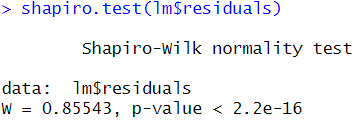 > shapiro.test(lm$residuals)
Shapiro-Wilk normality test
data:  lm$residuals
W = 0.85543, p-value < 2.2e-16